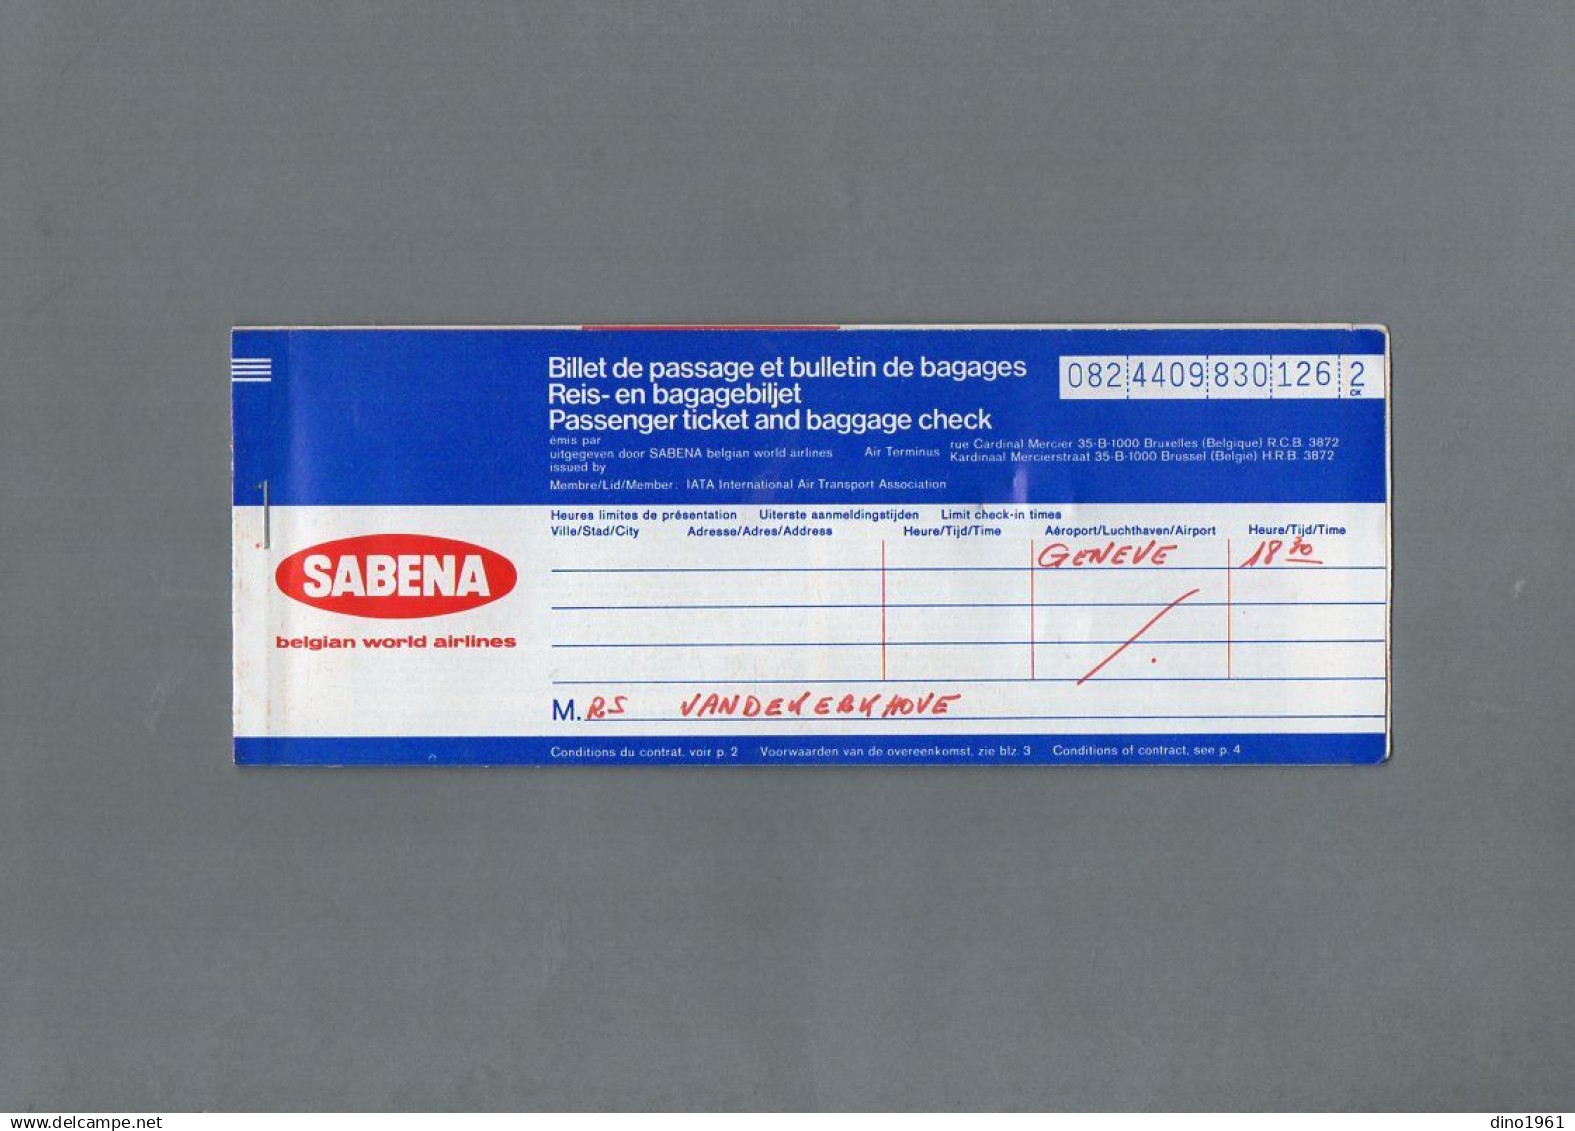 Billet de passage et bulletin de bagages
Reis- en bagagebiljet
Passenger ticket and baggage check
082 4409 830 126 2
CK
émis par
uitgegeven door SABENA belgian world airlines
issued by
Air Terminus
rue Cardinal Mercier 35-B-1000 Bruxelles (Belgique) R.C.B. 3872
Kardinaal Mercierstraat 35-B-1000 Brussel (België) H.R.B. 3872
Membre/Lid/Member: IATA International Air Transport Association
Heures limites de présentation Uiterste aanmeldingstijden Limit check-in times
Ville/Stad/City Adresse/Adres/Address Heure/Tijd/Time Aéroport/Luchthaven/Airport Heure/Tijd/Time
GENEVE 18 30
SABENA
belgian world airlines
M. RS VANDEKERKHOVE
Conditions du contrat, voir p. 2 Voorwaarden van de overeenkomst, zie blz. 3 Conditions of contract, see p. 4
www.delcampe.net
dino1961